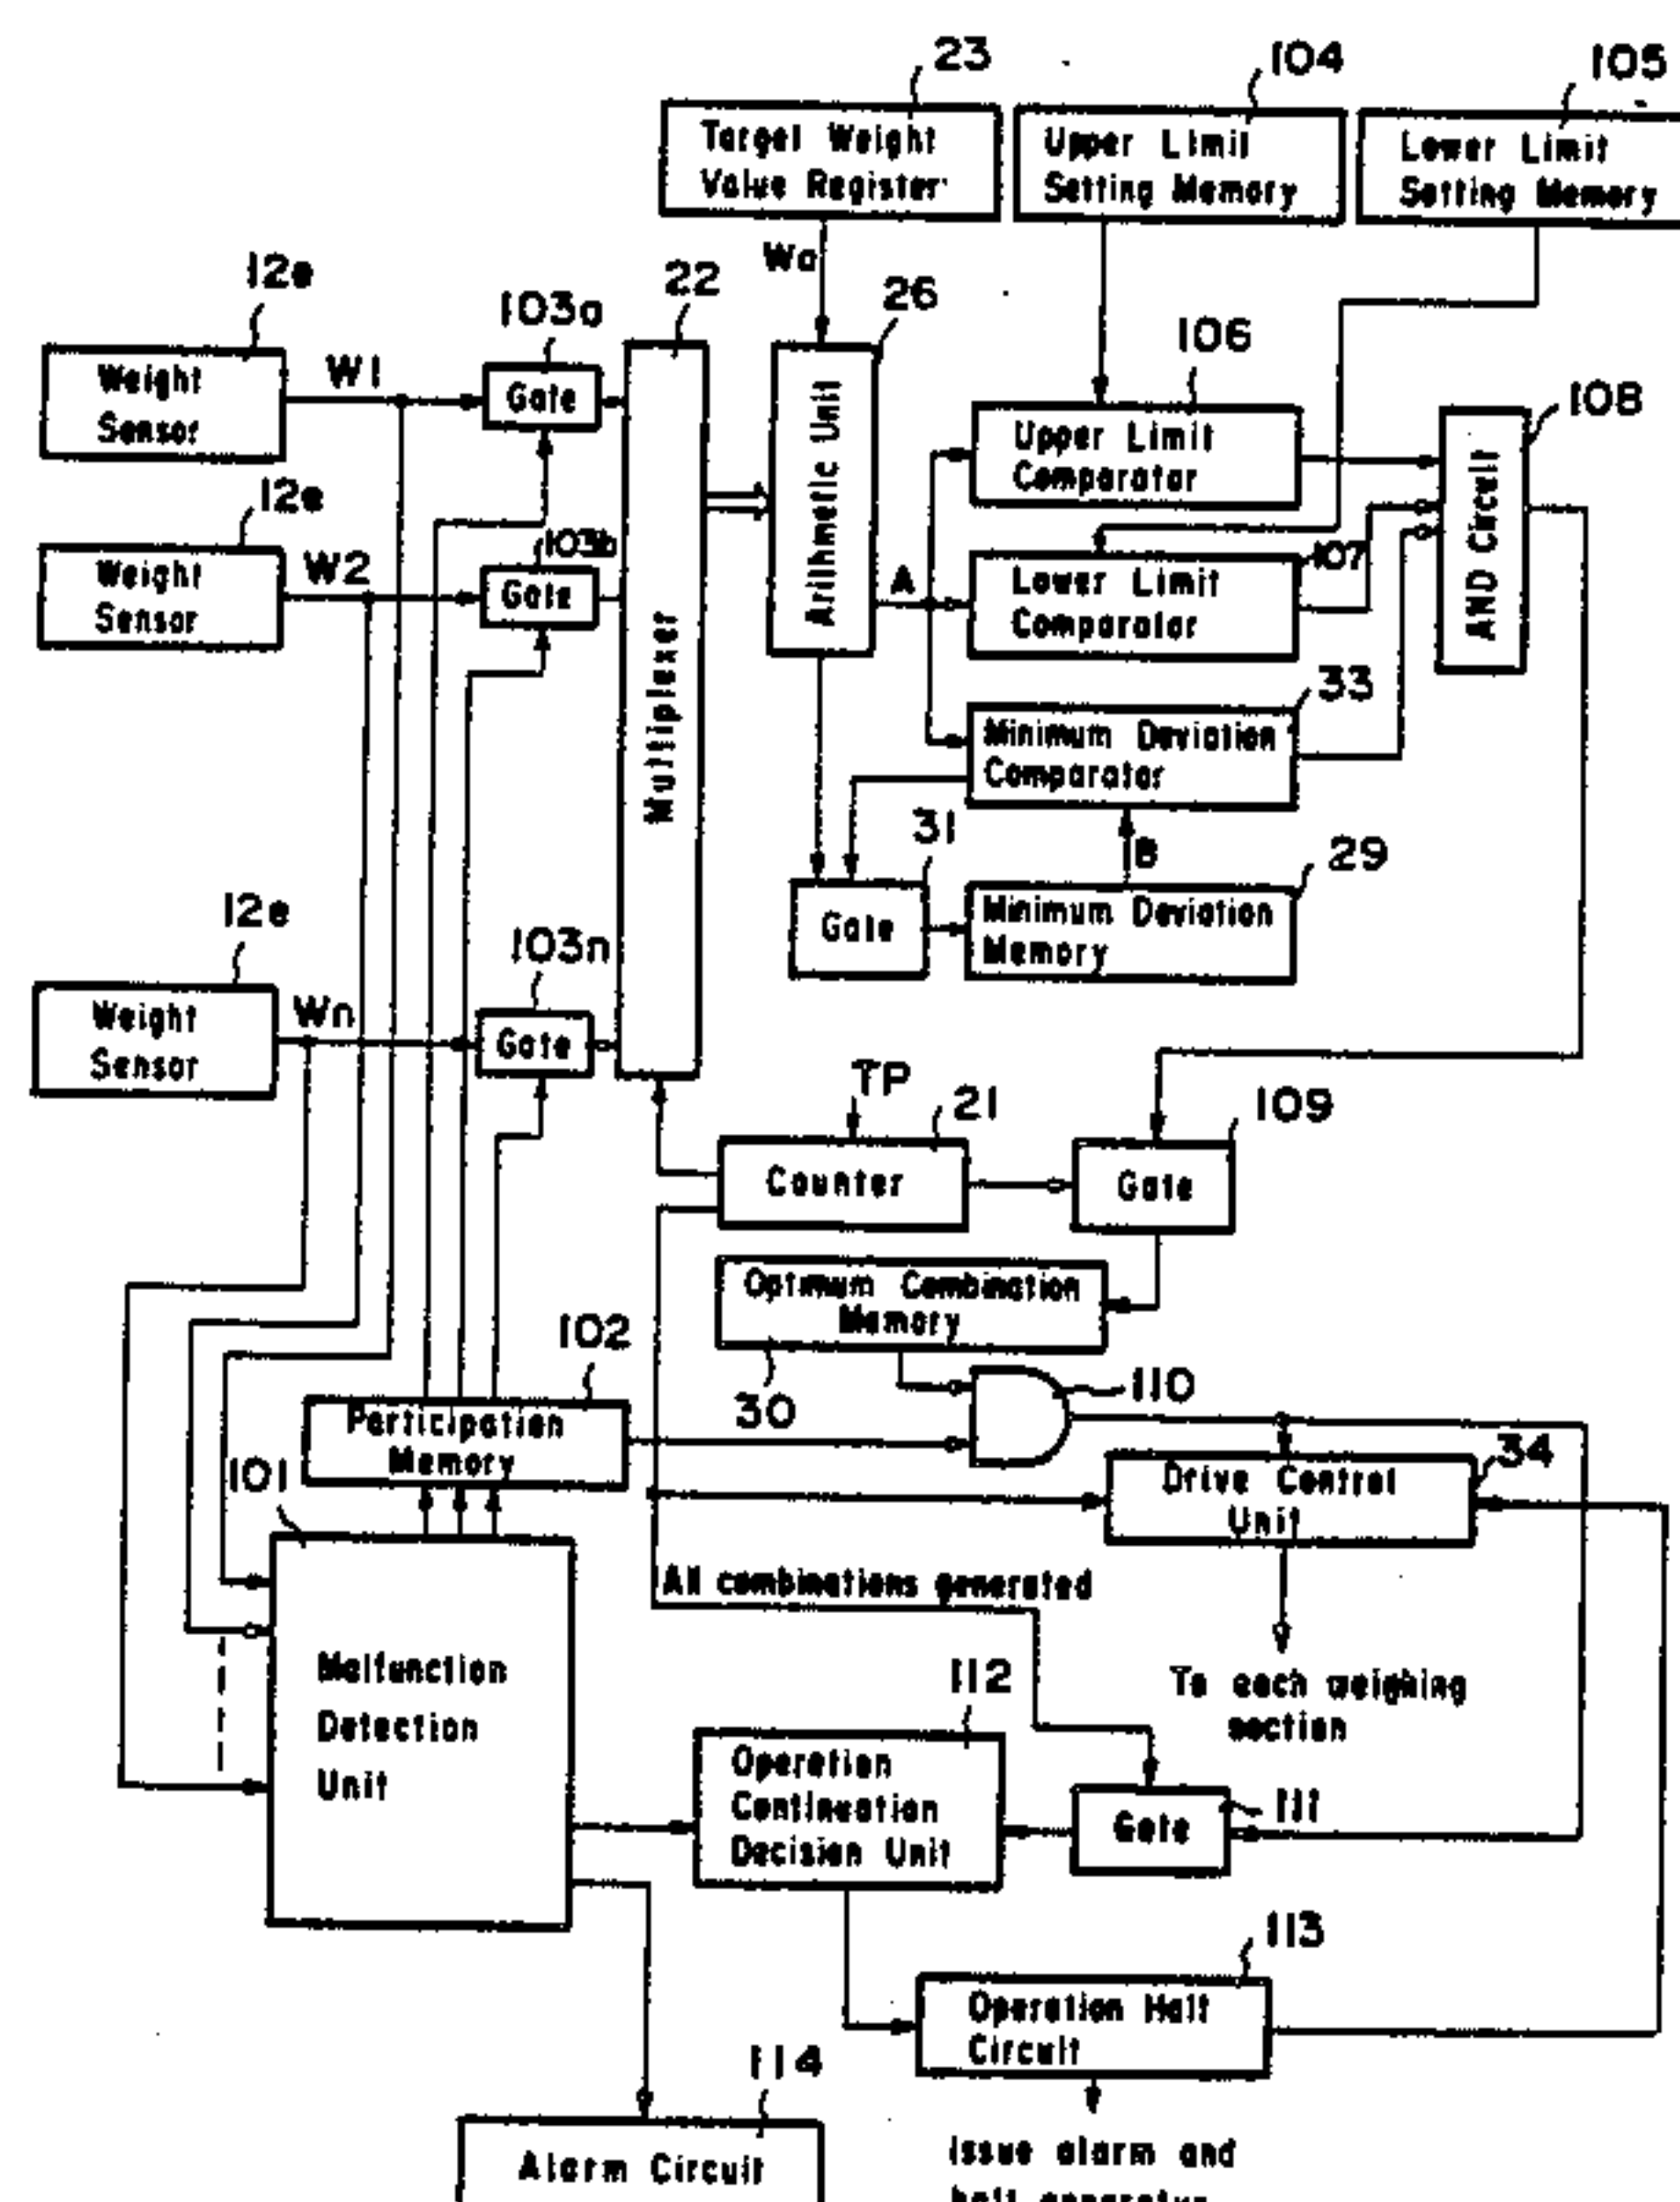 23
104
105
Target Weight
Value Register
Upper Limit
Setting Memory
Lower Limit
Setting Memory
Wa
12e
103a
22
26
106
108
Weight
Sensor
W1
Gate
Multiplexer
Arithmetic Unit
Upper Limit
Comparator
AND Circuit
12e
103b
107
Weight
Sensor
W2
Gate
A
Lower Limit
Comparator
33
Minimum Deviation
Comparator
B
31
29
Gate
Minimum Deviation
Memory
12e
103n
Weight
Sensor
Wn
Gate
TP
21
109
Counter
Gate
Optimum Combination
Memory
30
102
110
Participation
Memory
101
34
Drive Control
Unit
All combinations generated
To each weighing
section
Malfunction
Detection
Unit
112
Operation
Continuation
Decision Unit
111
Gate
113
Operation Halt
Circuit
114
Alarm Circuit
Issue alarm and
halt apparatus